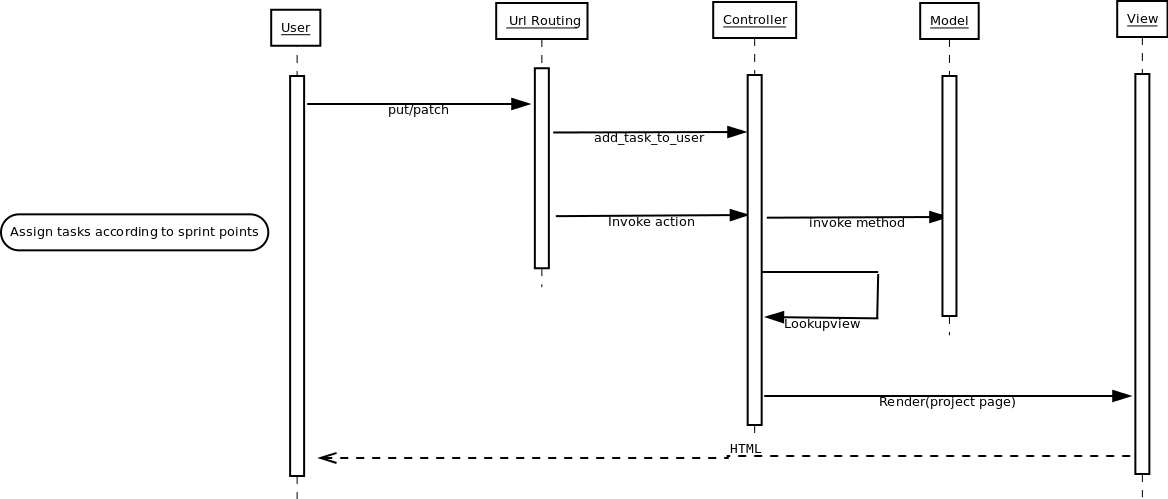 User
Url Routing
Controller
Model
View
put/patch
add_task_to_user
Invoke action
invoke method
Assign tasks according to sprint points
Lookupview
Render(project page)
HTML